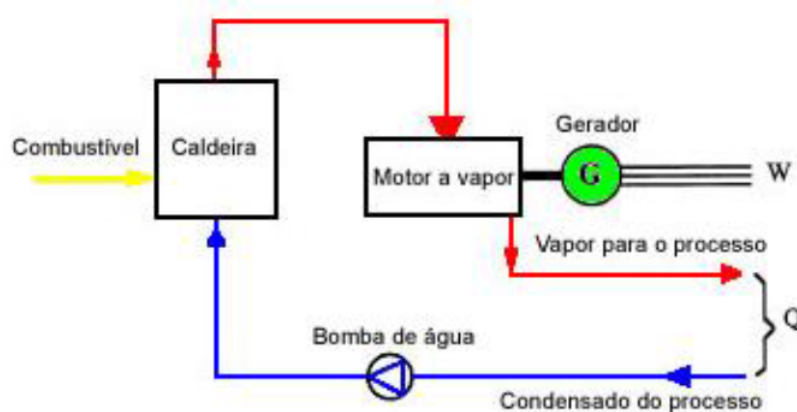 Gerador
Combustível
Caldeira
Motor a vapor
G
W
Vapor para o processo
Q
Bomba de água
Condensado do processo